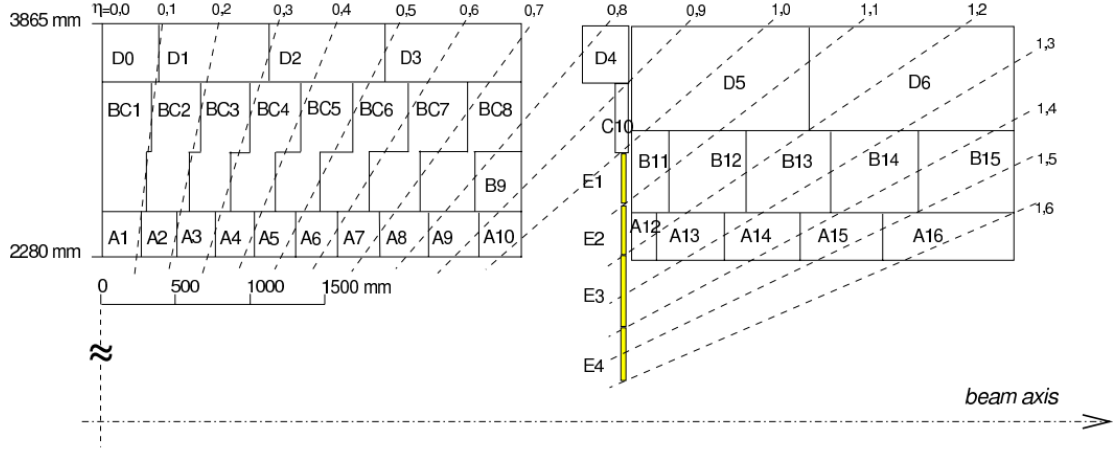 3865 mm η=0,0 0,1 0,2 0,3 0,4 0,5 0,6 0,7 0,8 0,9 1,0 1,1 1,2
1,3
D0 D1 D2 D3 D4 D5 D6
BC1 BC2 BC3 BC4 BC5 BC6 BC7 BC8 C10 1,4
B9 E1 B11 B12 B13 B14 B15 1,5
1,6
A1 A2 A3 A4 A5 A6 A7 A8 A9 A10 E2 A12 A13 A14 A15 A16
2280 mm
0 500 1000 1500 mm E3
E4
beam axis